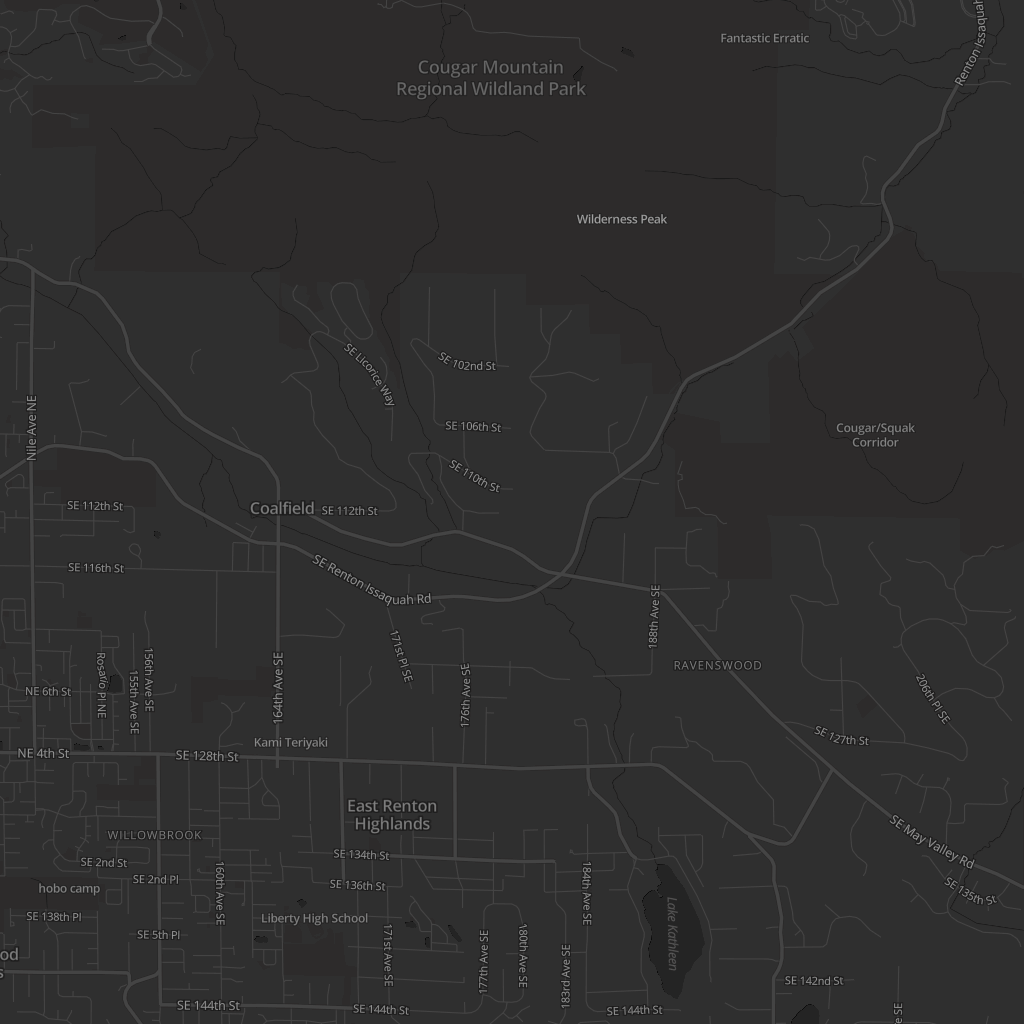 Fantastic Erratic
Cougar Mountain
Regional Wildland Park
Renton Issaquah
Wilderness Peak
SE Licorice Way
SE 102nd St
Nile Ave NE
SE 106th St
Cougar/Squak
Corridor
SE 110th St
SE 112th St
Coalfield
SE 112th St
SE 116th St
SE Renton Issaquah Rd
188th Ave SE
171st Pl SE
RAVENSWOOD
Rosario Pl NE
156th Ave SE
155th Ave SE
164th Ave SE
176th Ave SE
206th Pl SE
NE 6th St
SE 127th St
Kami Teriyaki
NE 4th St
SE 128th St
East Renton
Highlands
WILLOWBROOK
SE May Valley Rd
SE 134th St
SE 2nd St
SE 2nd Pl
hobo camp
SE 136th St
160th Ave SE
184th Ave SE
SE 135th St
SE 138th Pl
Liberty High School
SE 5th Pl
Lake Kathleen
171st Ave SE
177th Ave SE
180th Ave SE
183rd Ave SE
od
s
SE 142nd St
SE 144th St
SE 144th St
SE 144th St
e SE